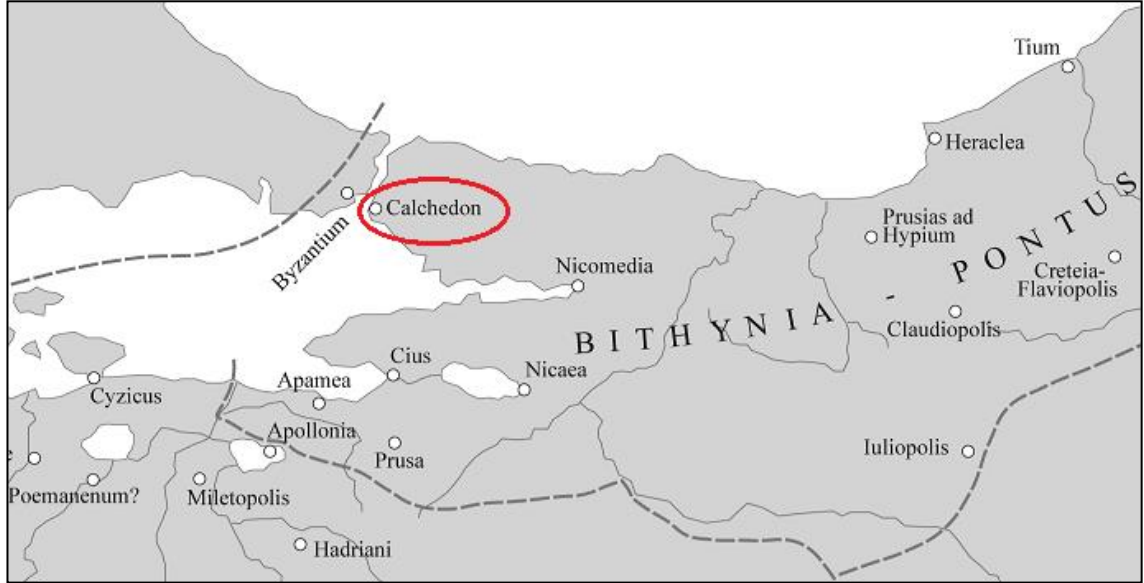 Tium
Heraclea
Calchedon
Byzantium
Prusias ad
Hypium
Creteia-
Flaviopolis
Nicomedia
BITHYNIA - PONTUS
Claudiopolis
Cius
Nicaea
Apamea
Cyzicus
Apollonia
Prusa
Iuliopolis
e
Poemanenum?
Miletopolis
Hadriani